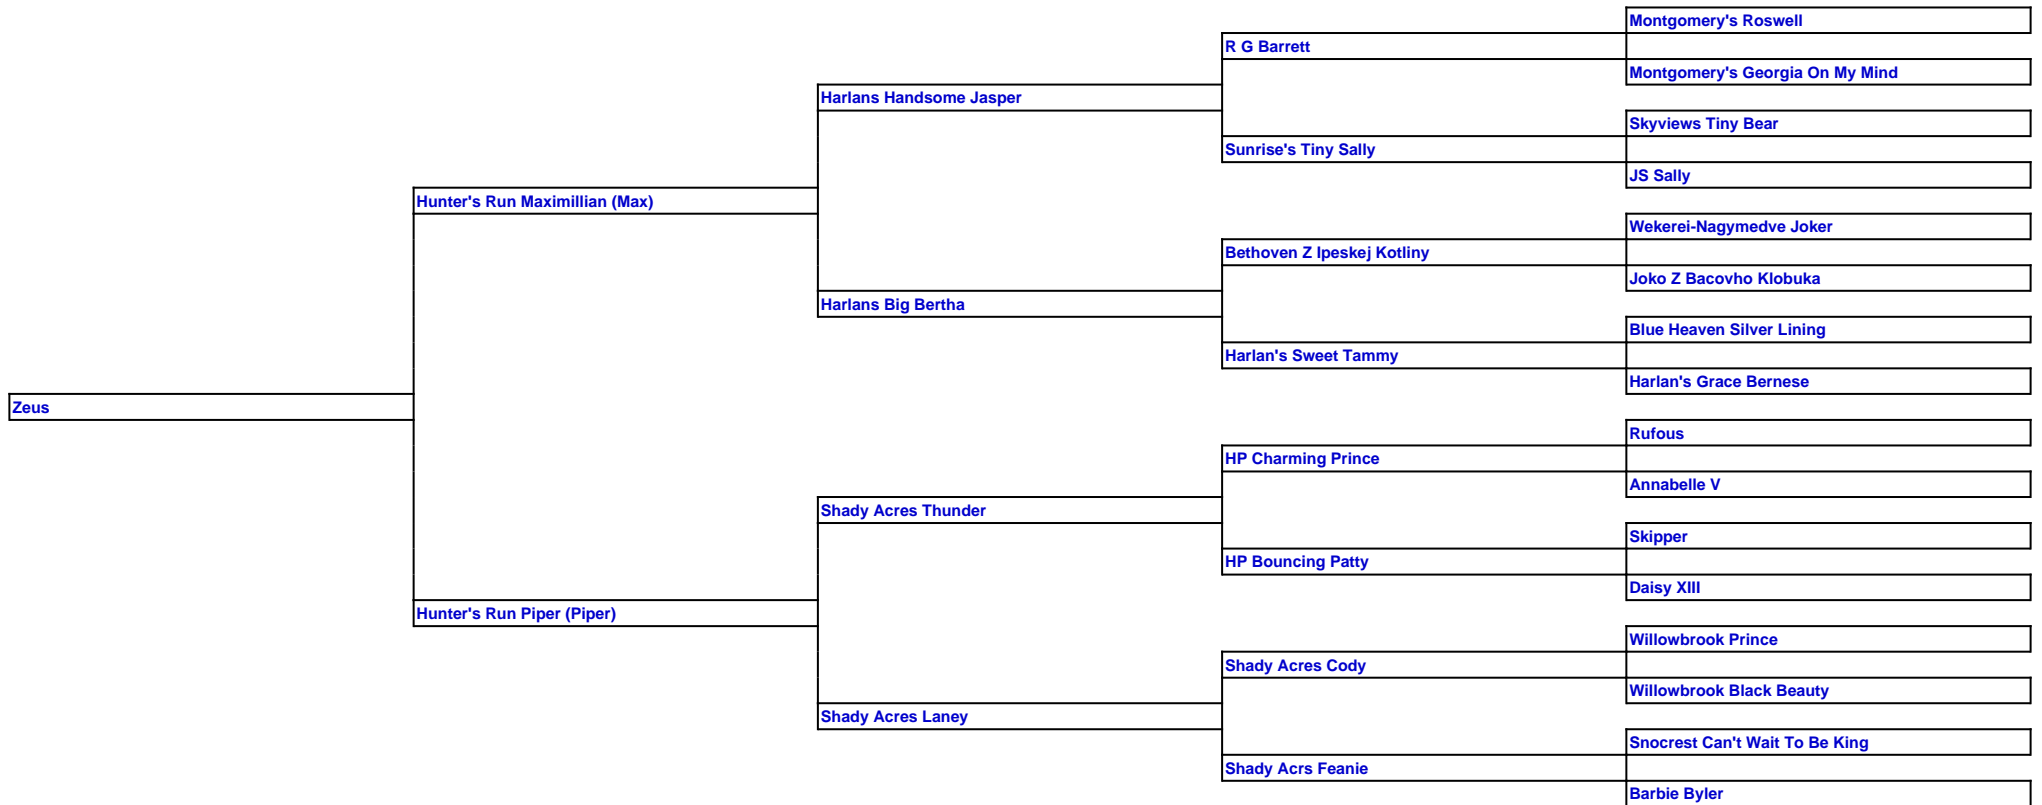 Montgomery's Roswell
R G Barrett
Montgomery's Georgia On My Mind
Harlans Handsome Jasper
Skyviews Tiny Bear
Sunrise's Tiny Sally
JS Sally
Hunter's Run Maximillian (Max)
Wekerei-Nagymedve Joker
Bethoven Z Ipeskej Kotliny
Joko Z Bacovho Klobuka
Harlans Big Bertha
Blue Heaven Silver Lining
Harlan's Sweet Tammy
Harlan's Grace Bernese
Zeus
Rufous
HP Charming Prince
Annabelle V
Shady Acres Thunder
Skipper
HP Bouncing Patty
Daisy XIII
Hunter's Run Piper (Piper)
Willowbrook Prince
Shady Acres Cody
Willowbrook Black Beauty
Shady Acres Laney
Snocrest Can't Wait To Be King
Shady Acrs Feanie
Barbie Byler